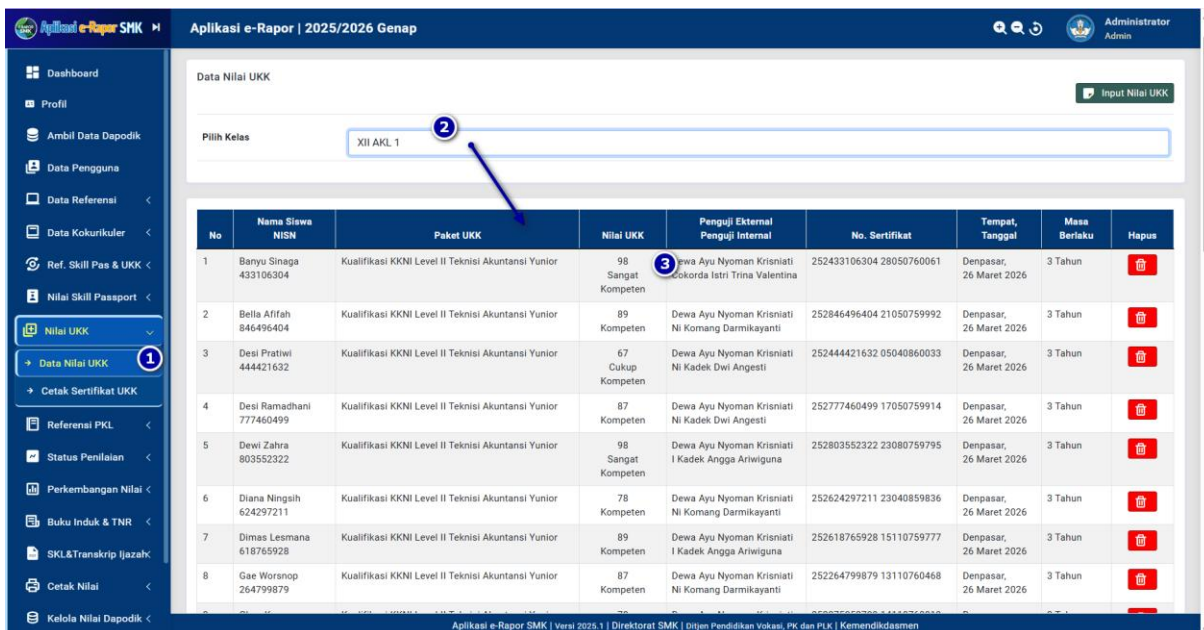 Aplikasi e-Rapor SMK
Aplikasi e-Rapor | 2025/2026 Genap
Administrator
Admin
Dashboard
Profil
Ambil Data Dapodik
Data Pengguna
Data Referensi
Data Kokurikuler
Ref. Skill Pas & UKK
Nilai Skill Passport
Nilai UKK
Data Nilai UKK
1
Cetak Sertifikat UKK
Referensi PKL
Status Penilaian
Perkembangan Nilai
Buku Induk & TNR
SKL&Transkrip Ijazah
Cetak Nilai
Kelola Nilai Dapodik
Data Nilai UKK
Input Nilai UKK
Pilih Kelas
XII AKL 1
2
No
Nama Siswa
NISN
Paket UKK
Nilai UKK
Penguji Ekternal
Penguji Internal
No. Sertifikat
Tempat,
Tanggal
Masa
Berlaku
Hapus
1 Banyu Sinaga Kualifikasi KKNI Level II Teknisi Akuntansi Yunior 98 3 Dewa Ayu Nyoman Krisniati 252433106304 28050760061 Denpasar, 3 Tahun
433106304 Sangat Cokorda Istri Trina Valentina 26 Maret 2026
Kompeten
2 Bella Afifah Kualifikasi KKNI Level II Teknisi Akuntansi Yunior 89 Dewa Ayu Nyoman Krisniati 252846496404 21050759992 Denpasar, 3 Tahun
846496404 Kompeten Ni Komang Darmikayanti 26 Maret 2026
3 Desi Pratiwi Kualifikasi KKNI Level II Teknisi Akuntansi Yunior 67 Dewa Ayu Nyoman Krisniati 252444421632 05040860033 Denpasar, 3 Tahun
444421632 Cukup Ni Kadek Dwi Angesti 26 Maret 2026
Kompeten
4 Desi Ramadhani Kualifikasi KKNI Level II Teknisi Akuntansi Yunior 87 Dewa Ayu Nyoman Krisniati 252777460499 17050759914 Denpasar, 3 Tahun
777460499 Kompeten Ni Kadek Dwi Angesti 26 Maret 2026
5 Dewi Zahra Kualifikasi KKNI Level II Teknisi Akuntansi Yunior 98 Dewa Ayu Nyoman Krisniati 252803552322 23080759795 Denpasar, 3 Tahun
803552322 Sangat I Kadek Angga Ariwiguna 26 Maret 2026
Kompeten
6 Diana Ningsih Kualifikasi KKNI Level II Teknisi Akuntansi Yunior 78 Dewa Ayu Nyoman Krisniati 252624297211 23040859836 Denpasar, 3 Tahun
624297211 Kompeten Ni Komang Darmikayanti 26 Maret 2026
7 Dimas Lesmana Kualifikasi KKNI Level II Teknisi Akuntansi Yunior 89 Dewa Ayu Nyoman Krisniati 252618765928 15110759777 Denpasar, 3 Tahun
618765928 Kompeten I Kadek Angga Ariwiguna 26 Maret 2026
8 Gae Worsnop Kualifikasi KKNI Level II Teknisi Akuntansi Yunior 87 Dewa Ayu Nyoman Krisniati 252264799879 13110760468 Denpasar, 3 Tahun
264799879 Kompeten Ni Komang Darmikayanti 26 Maret 2026
Aplikasi e-Rapor SMK | Versi 2025.1 | Direktorat SMK | Ditjen Pendidikan Vokasi, PK dan PLK | Kemendikdasmen